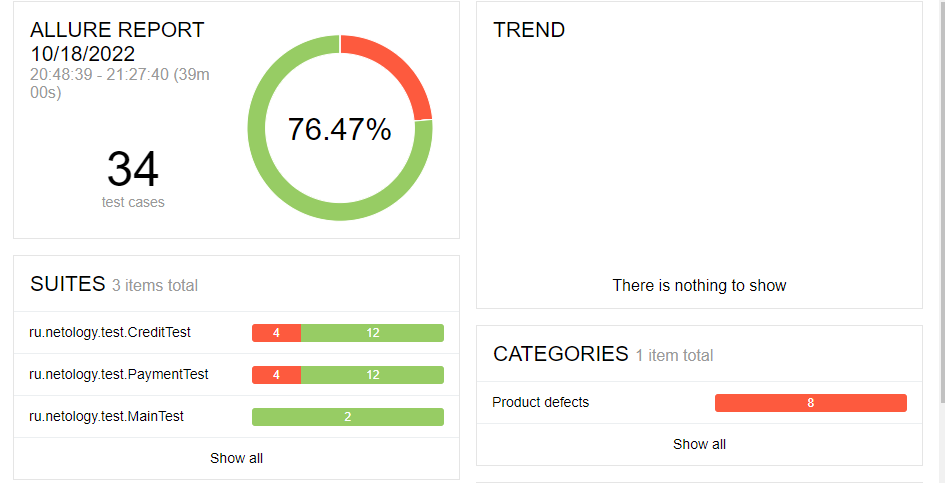 ALLURE REPORT
10/18/2022
20:48:39 - 21:27:40 (39m
00s)
34
test cases
76.47%
TREND
There is nothing to show
SUITES 3 items total
ru.netology.test.CreditTest 4 12
ru.netology.test.PaymentTest 4 12
ru.netology.test.MainTest 2
Show all
CATEGORIES 1 item total
Product defects 8
Show all